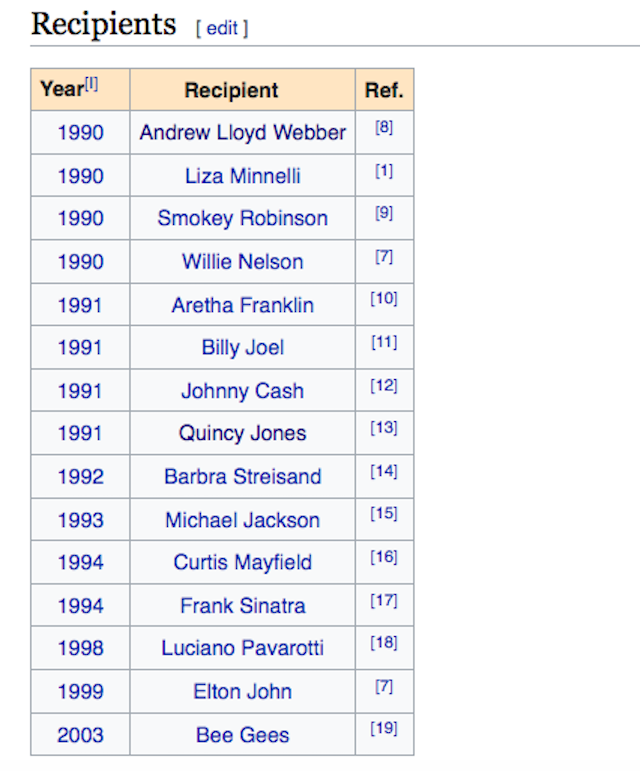 Recipients [ edit ]
Year[I] Recipient Ref.
1990 Andrew Lloyd Webber [8]
1990 Liza Minnelli [1]
1990 Smokey Robinson [9]
1990 Willie Nelson [7]
1991 Aretha Franklin [10]
1991 Billy Joel [11]
1991 Johnny Cash [12]
1991 Quincy Jones [13]
1992 Barbra Streisand [14]
1993 Michael Jackson [15]
1994 Curtis Mayfield [16]
1994 Frank Sinatra [17]
1998 Luciano Pavarotti [18]
1999 Elton John [7]
2003 Bee Gees [19]